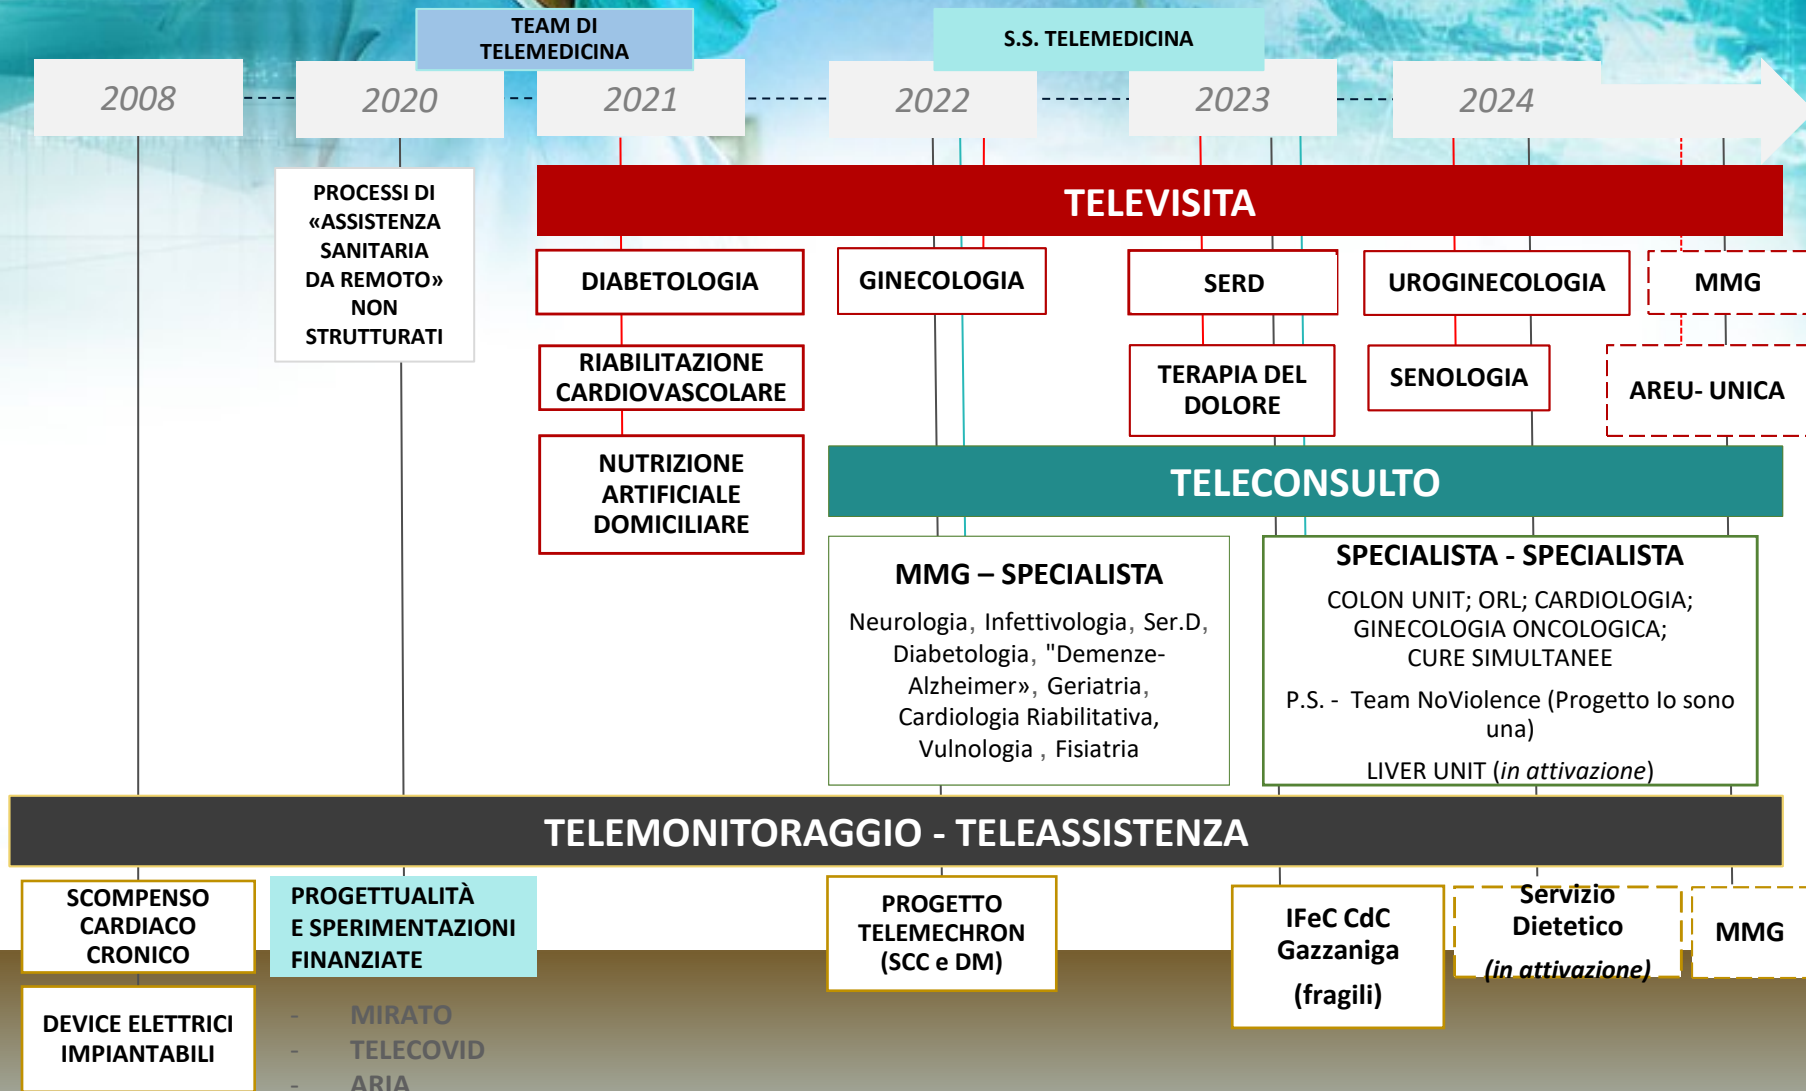 TEAM DI
TELEMEDICINA
S.S. TELEMEDICINA
2008
2020
2021
2022
2023
2024
PROCESSI DI
«ASSISTENZA
SANITARIA
DA REMOTO»
NON
STRUTTURATI
TELEVISITA
DIABETOLOGIA
GINECOLOGIA
SERD
UROGINECOLOGIA
MMG
RIABILITAZIONE
CARDIOVASCOLARE
TERAPIA DEL
DOLORE
SENOLOGIA
AREU- UNICA
NUTRIZIONE
ARTIFICIALE
DOMICILIARE
TELECONSULTO
MMG – SPECIALISTA
Neurologia, Infettivologia, Ser.D,
Diabetologia, "Demenze-
Alzheimer», Geriatria,
Cardiologia Riabilitativa,
Vulnologia , Fisiatria
SPECIALISTA - SPECIALISTA
COLON UNIT; ORL; CARDIOLOGIA;
GINECOLOGIA ONCOLOGICA;
CURE SIMULTANEE
P.S. - Team NoViolence (Progetto Io sono
una)
LIVER UNIT (in attivazione)
TELEMONITORAGGIO - TELEASSISTENZA
SCOMPENSO
CARDIACO
CRONICO
PROGETTUALITÀ
E SPERIMENTAZIONI
FINANZIATE
PROGETTO
TELEMECHRON
(SCC e DM)
IFeC CdC
Gazzaniga
(fragili)
Servizio
Dietetico
(in attivazione)
MMG
DEVICE ELETTRICI
IMPIANTABILI
- MIRATO
- TELECOVID
- ARIA